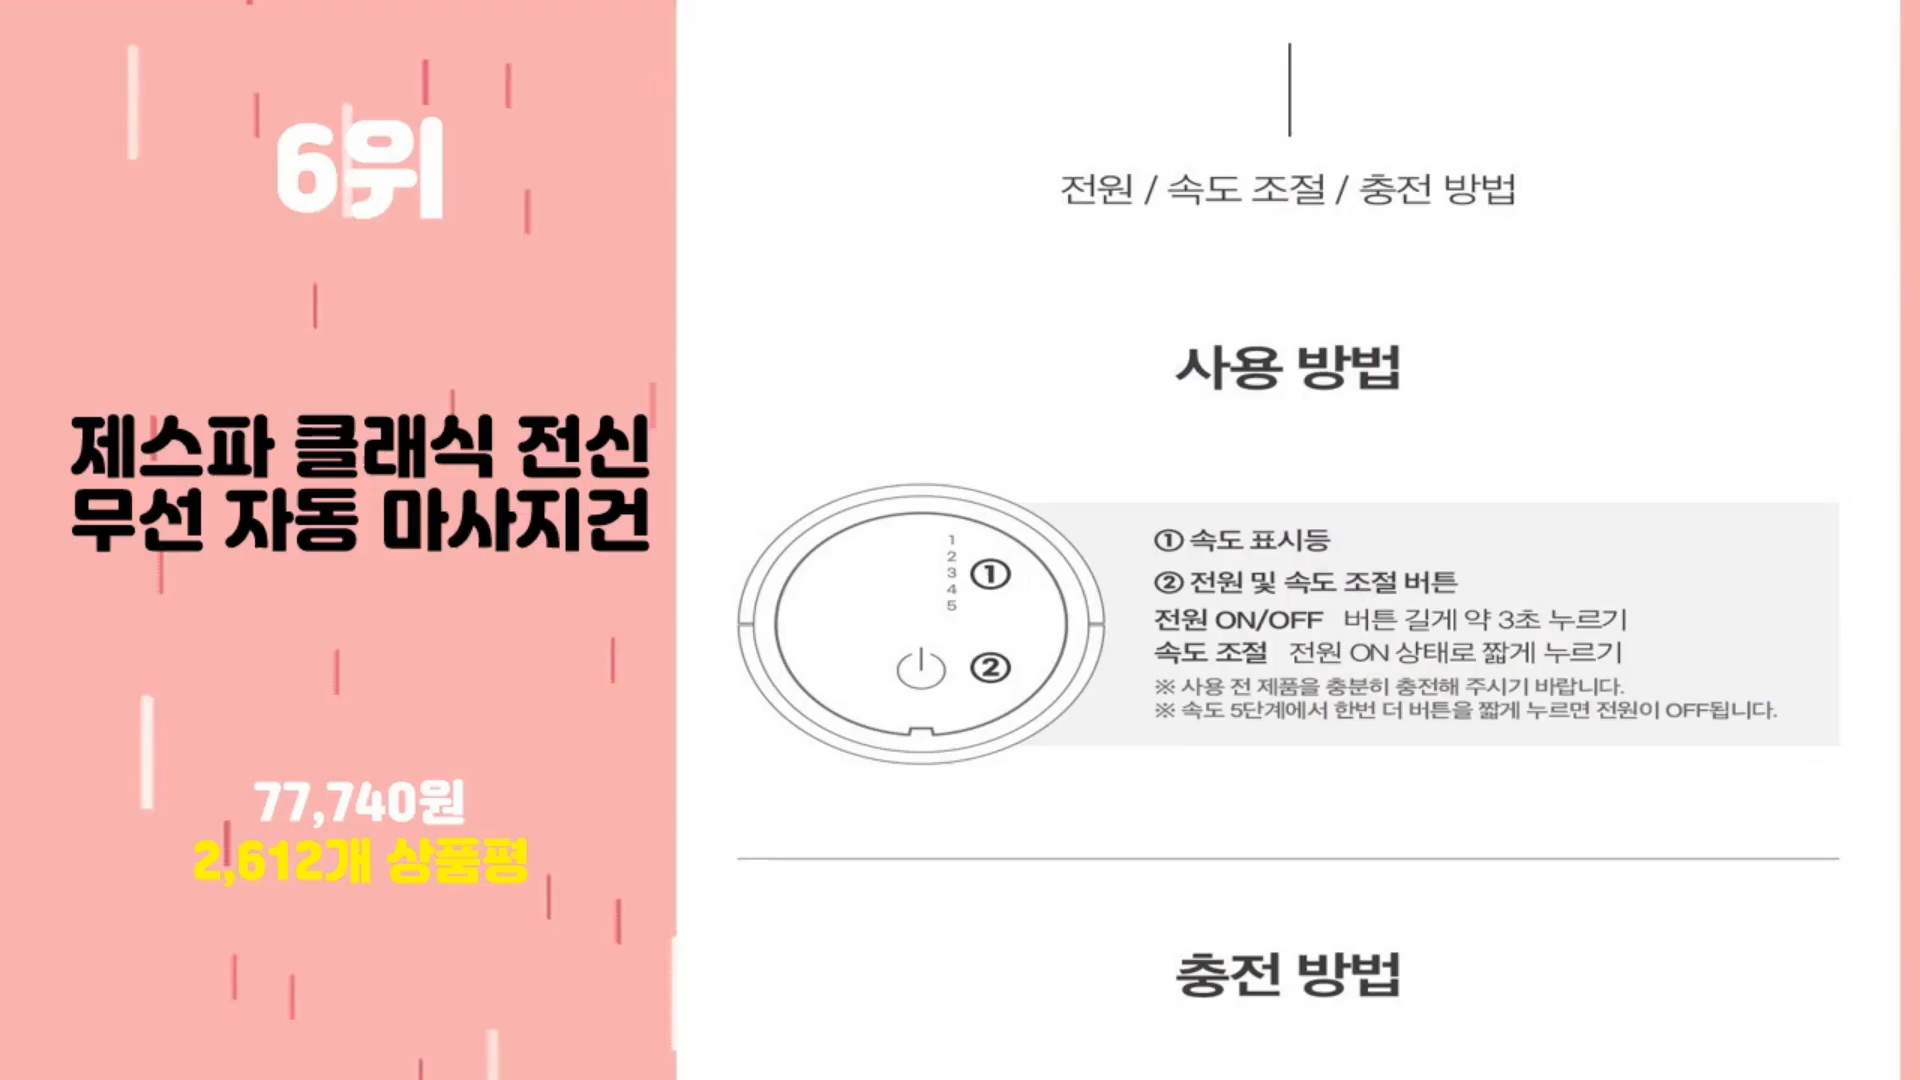 6위
제스파 클래식 전신
무선 자동 마사지건
77,740원
2,612개 상품평
전원 / 속도 조절 / 충전 방법
사용 방법
1
2
3
4
5
①
②
① 속도 표시등
② 전원 및 속도 조절 버튼
전원 ON/OFF 버튼 길게 약 3초 누르기
속도 조절 전원 ON 상태로 짧게 누르기
※ 사용 전 제품을 충분히 충전해 주시기 바랍니다.
※ 속도 5단계에서 한번 더 버튼을 짧게 누르면 전원이 OFF됩니다.
충전 방법